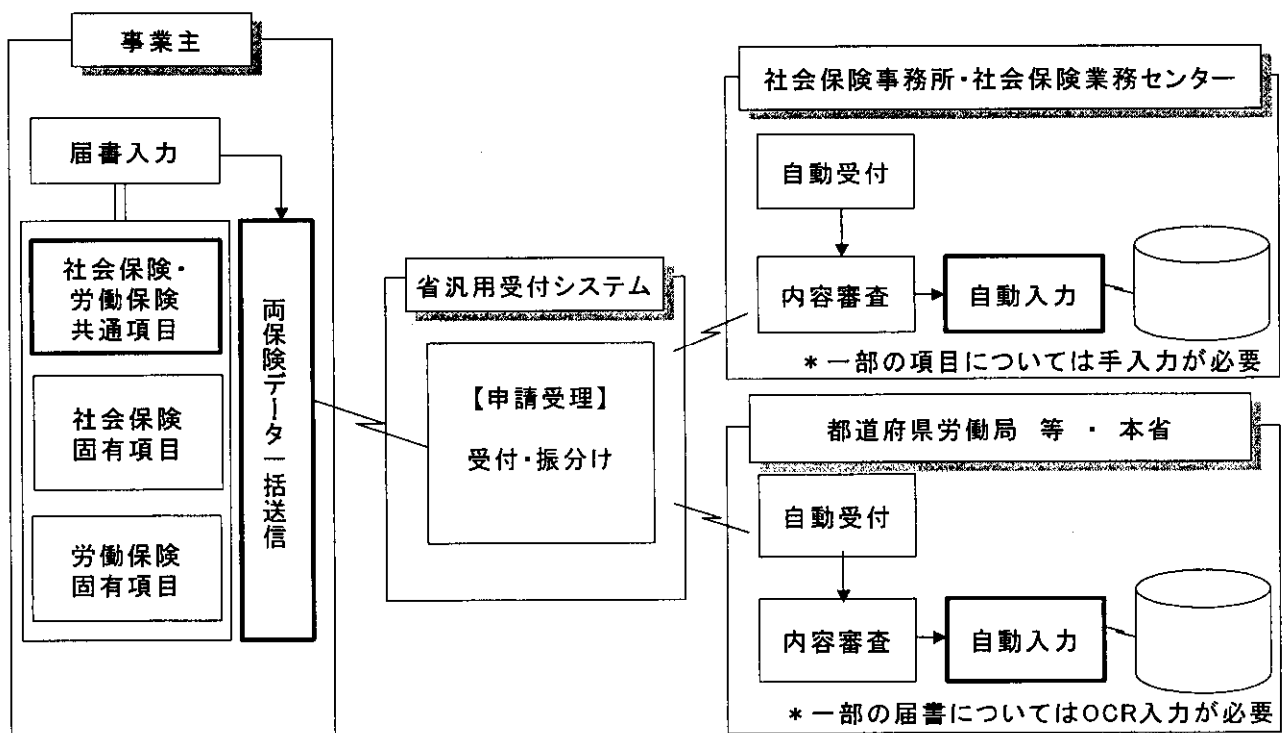 事業主
届書入力
社会保険・
労働保険
共通項目
社会保険
固有項目
労働保険
固有項目
両保険データ一括送信
省汎用受付システム
【申請受理】
受付・振分け
社会保険事務所・社会保険業務センター
自動受付
内容審査
自動入力
＊一部の項目については手入力が必要
都道府県労働局 等 ・ 本省
自動受付
内容審査
自動入力
＊一部の届書についてはOCR入力が必要